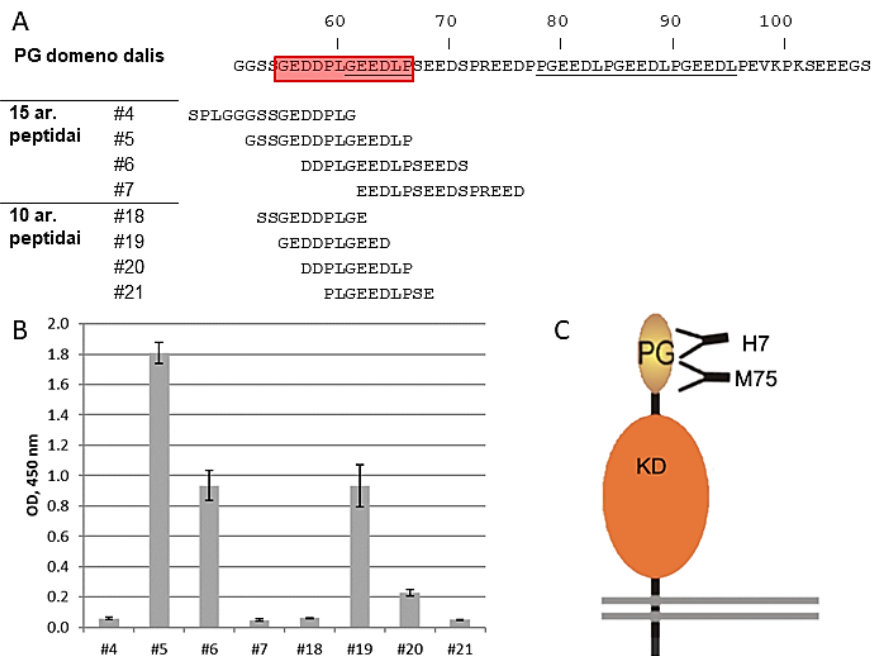 A
60 70 80 90 100
PG domeno dalis
GGSSGEDDPLGEEDLPSEEDSPREEDPPGEEDLPGEEDLPGEEDLPEVKPKSEEEGS
15 ar. peptidai
#4 SPLGGGSSGEDDPLG
#5 GSSGEDDPLGEEDLP
#6 DDPLGEEDLPSEEDS
#7 EEDLPSEEDSPREED
10 ar. peptidai
#18 SSGEDDPLGE
#19 GEDDPLGEED
#20 DDPLGEEDLP
#21 PLGEEDLPSE
B
2.0
1.8
1.6
1.4
1.2
1.0
0.8
0.6
0.4
0.2
0.0
OD, 450 nm
#4 #5 #6 #7 #18 #19 #20 #21
C
PG
H7
M75
KD